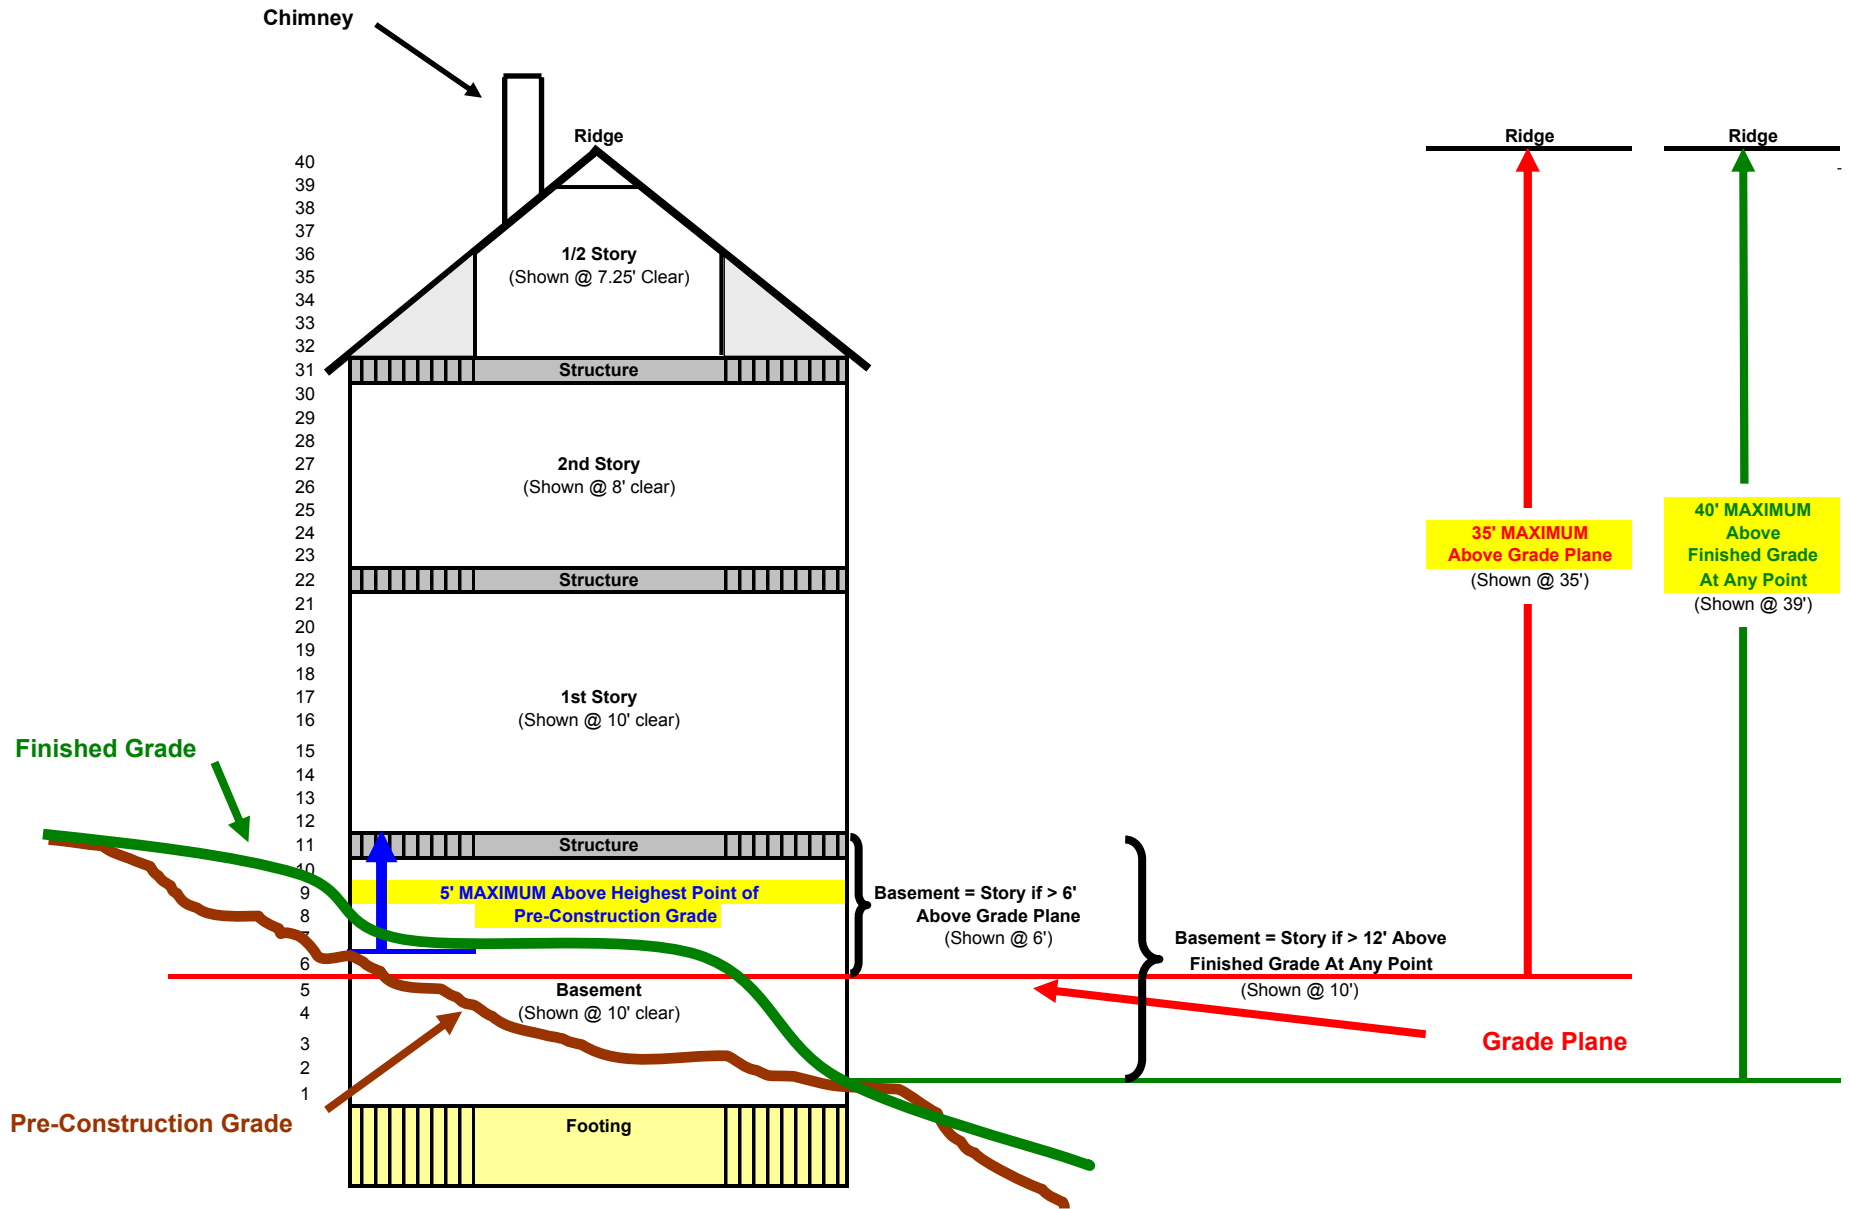 Chimney
Ridge
Ridge
Ridge
40
39
38
37
36
35
34
33
32
31
30
29
28
27
26
25
24
23
22
21
20
19
18
17
16
15
14
13
12
11
10
9
8
7
6
5
4
3
2
1
1/2 Story
(Shown @ 7.25' Clear)
Structure
2nd Story
(Shown @ 8' clear)
Structure
1st Story
(Shown @ 10' clear)
Structure
5' MAXIMUM Above Heighest Point of
Pre-Construction Grade
Basement
(Shown @ 10' clear)
Footing
Finished Grade
Pre-Construction Grade
Basement = Story if > 6'
Above Grade Plane
(Shown @ 6')
Basement = Story if > 12' Above
Finished Grade At Any Point
(Shown @ 10')
35' MAXIMUM
Above Grade Plane
(Shown @ 35')
40' MAXIMUM
Above
Finished Grade
At Any Point
(Shown @ 39')
Grade Plane